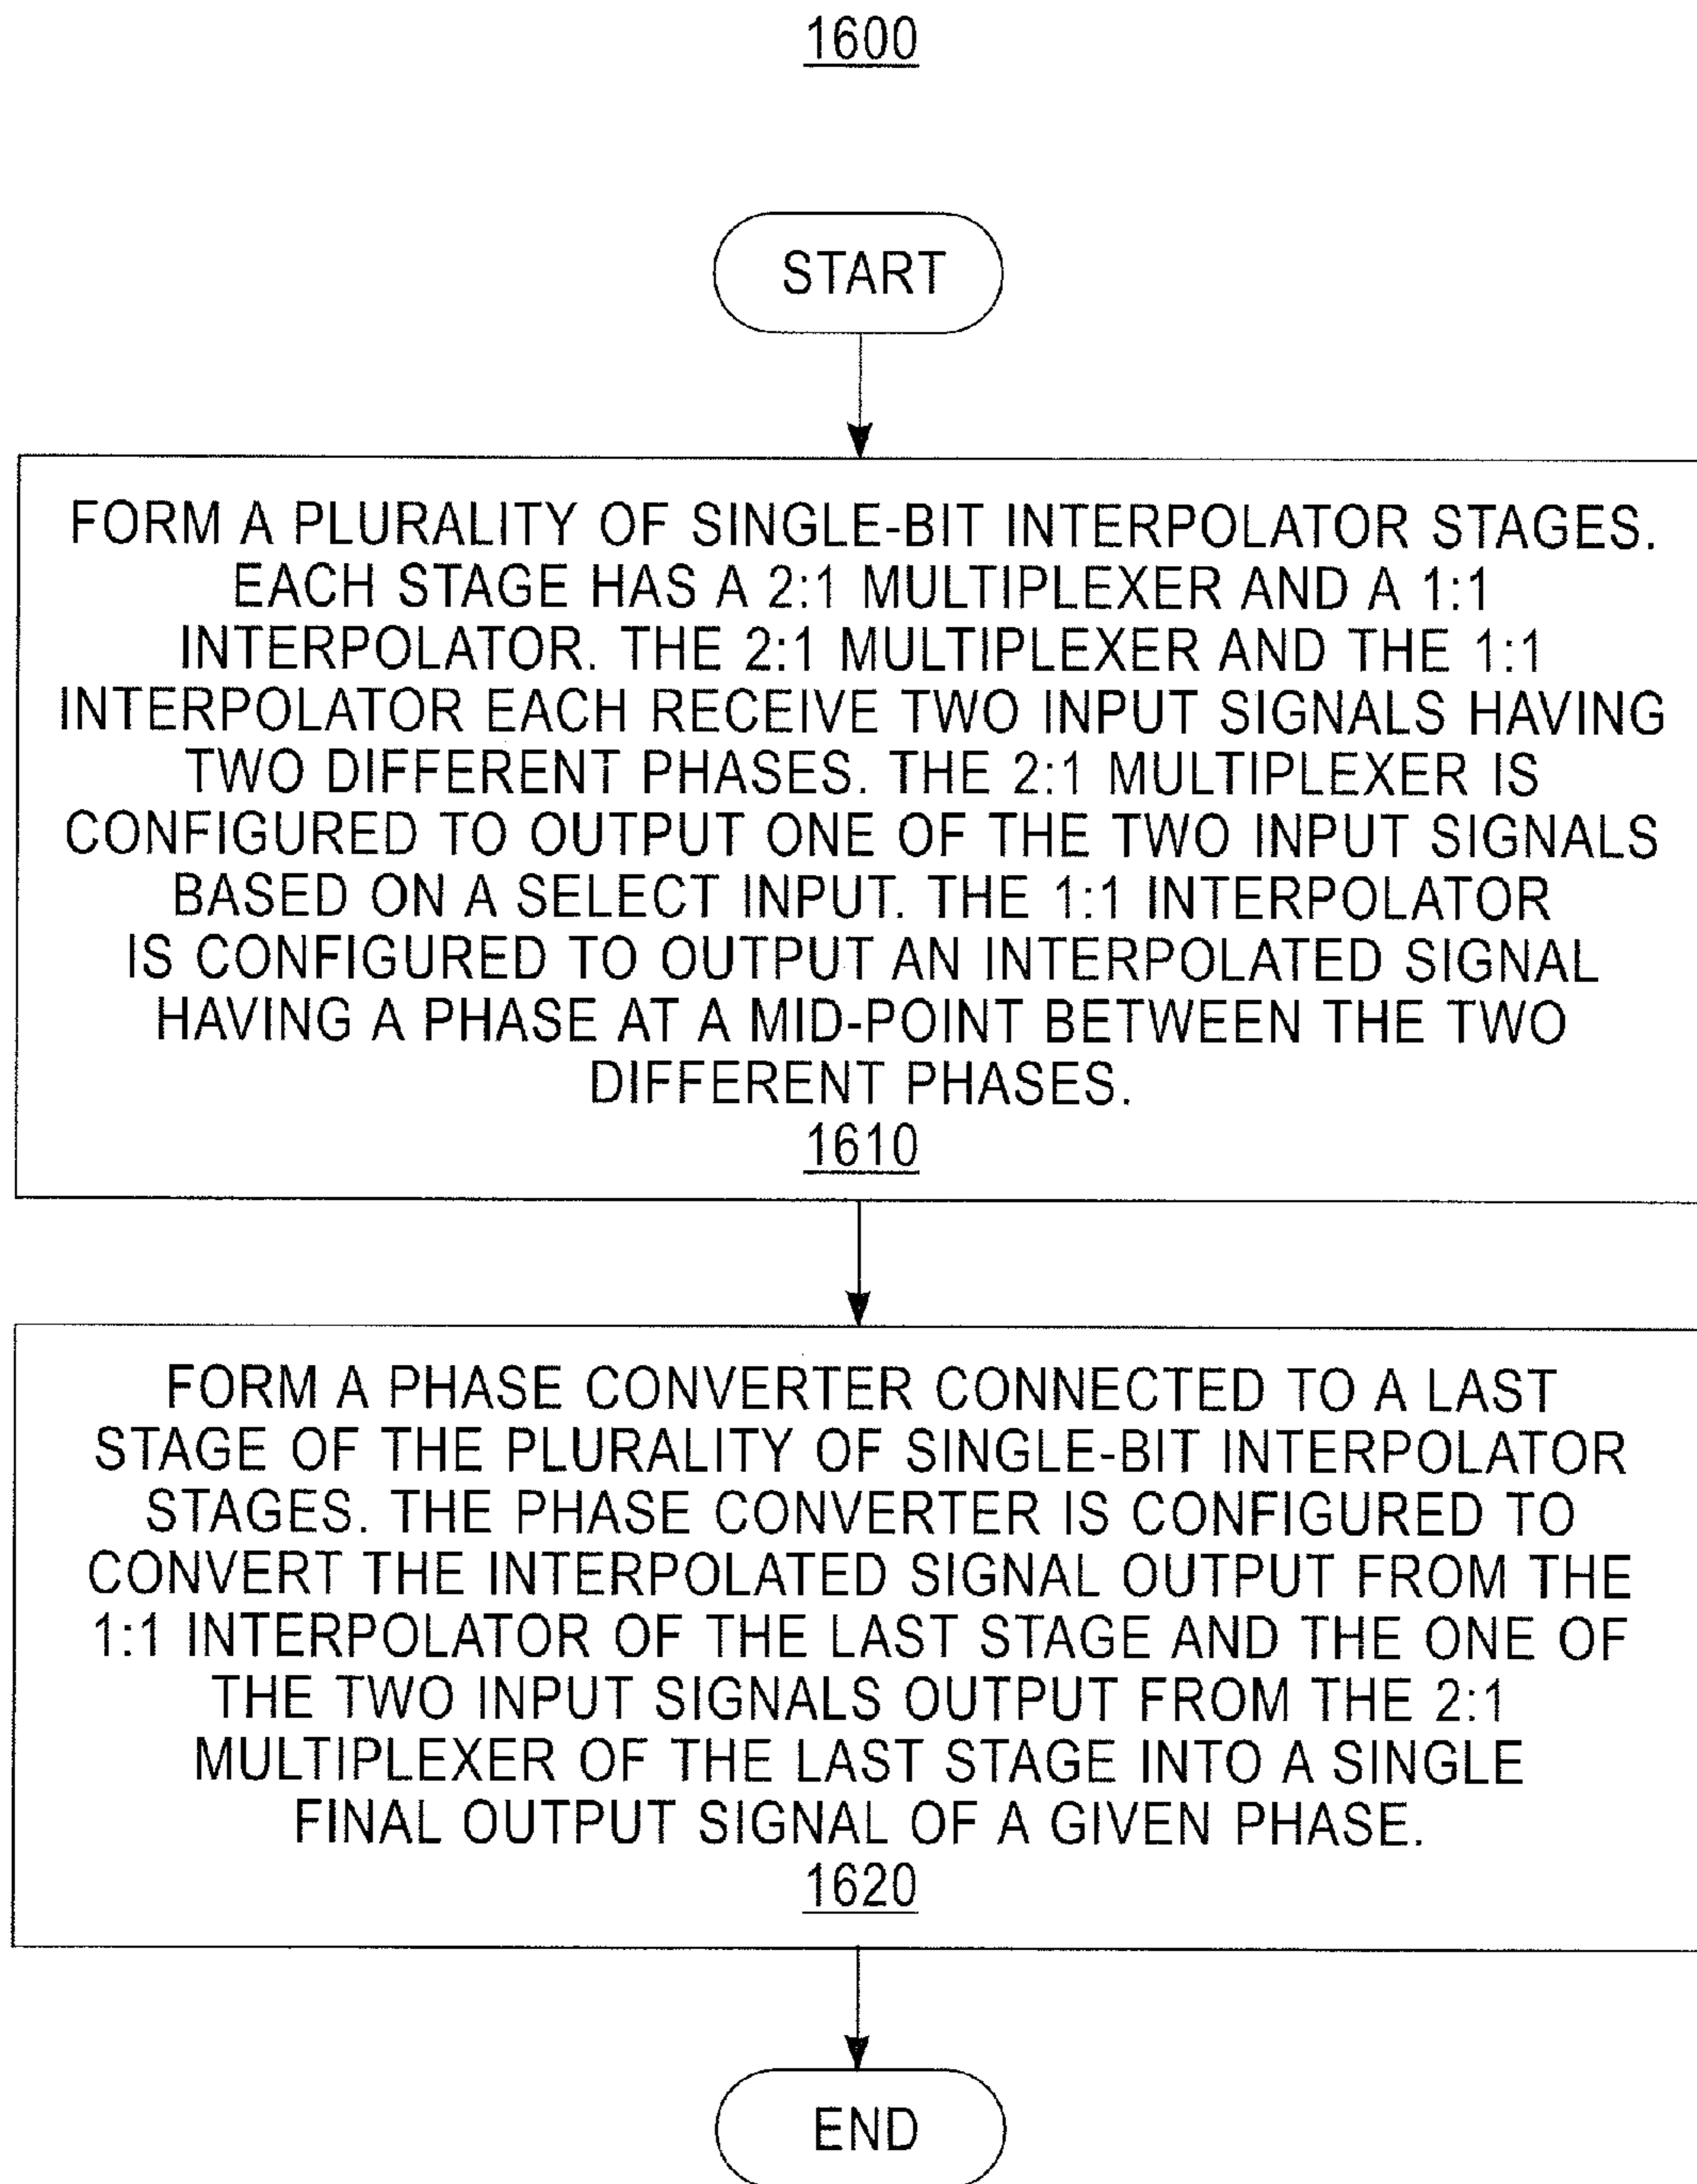 1600
START
FORM A PLURALITY OF SINGLE-BIT INTERPOLATOR STAGES.
EACH STAGE HAS A 2:1 MULTIPLEXER AND A 1:1
INTERPOLATOR. THE 2:1 MULTIPLEXER AND THE 1:1
INTERPOLATOR EACH RECEIVE TWO INPUT SIGNALS HAVING
TWO DIFFERENT PHASES. THE 2:1 MULTIPLEXER IS
CONFIGURED TO OUTPUT ONE OF THE TWO INPUT SIGNALS
BASED ON A SELECT INPUT. THE 1:1 INTERPOLATOR
IS CONFIGURED TO OUTPUT AN INTERPOLATED SIGNAL
HAVING A PHASE AT A MID-POINT BETWEEN THE TWO
DIFFERENT PHASES.
1610
FORM A PHASE CONVERTER CONNECTED TO A LAST
STAGE OF THE PLURALITY OF SINGLE-BIT INTERPOLATOR
STAGES. THE PHASE CONVERTER IS CONFIGURED TO
CONVERT THE INTERPOLATED SIGNAL OUTPUT FROM THE
1:1 INTERPOLATOR OF THE LAST STAGE AND THE ONE OF
THE TWO INPUT SIGNALS OUTPUT FROM THE 2:1
MULTIPLEXER OF THE LAST STAGE INTO A SINGLE
FINAL OUTPUT SIGNAL OF A GIVEN PHASE.
1620
END